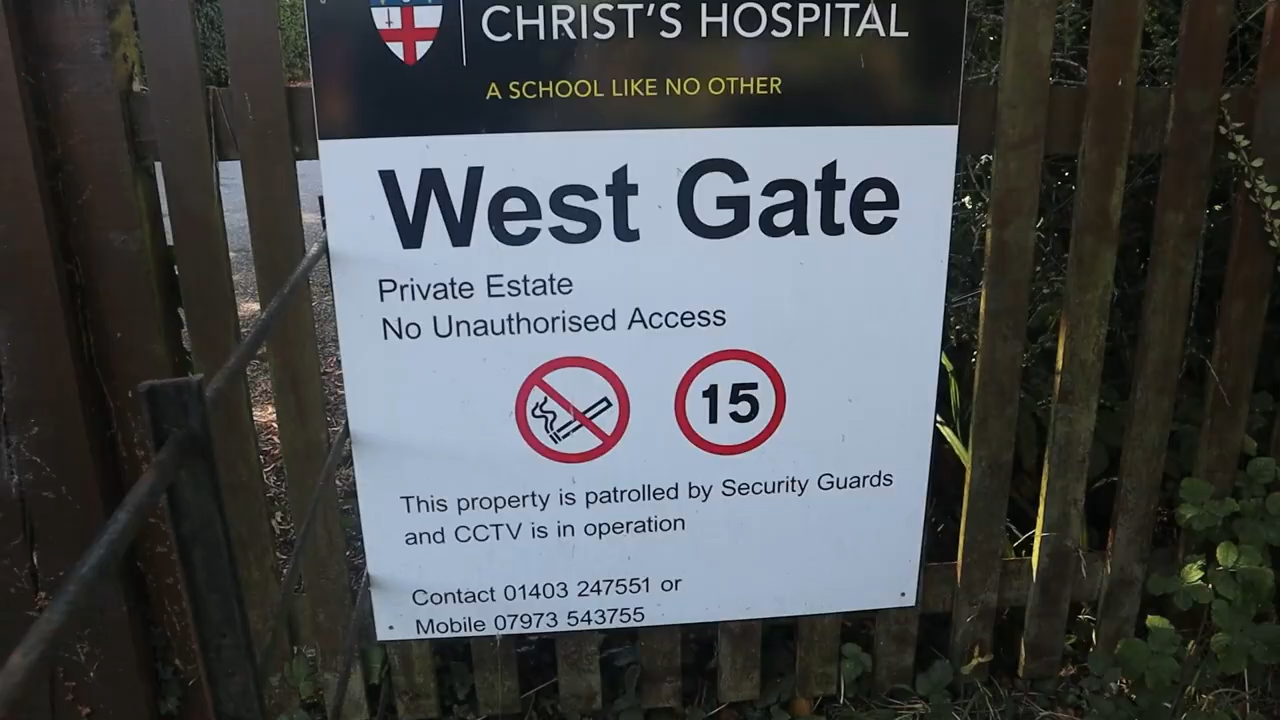 CHRIST'S HOSPITAL
A SCHOOL LIKE NO OTHER
West Gate
Private Estate
No Unauthorised Access
15
This property is patrolled by Security Guards
and CCTV is in operation
Contact 01403 247551 or
Mobile 07973 543755